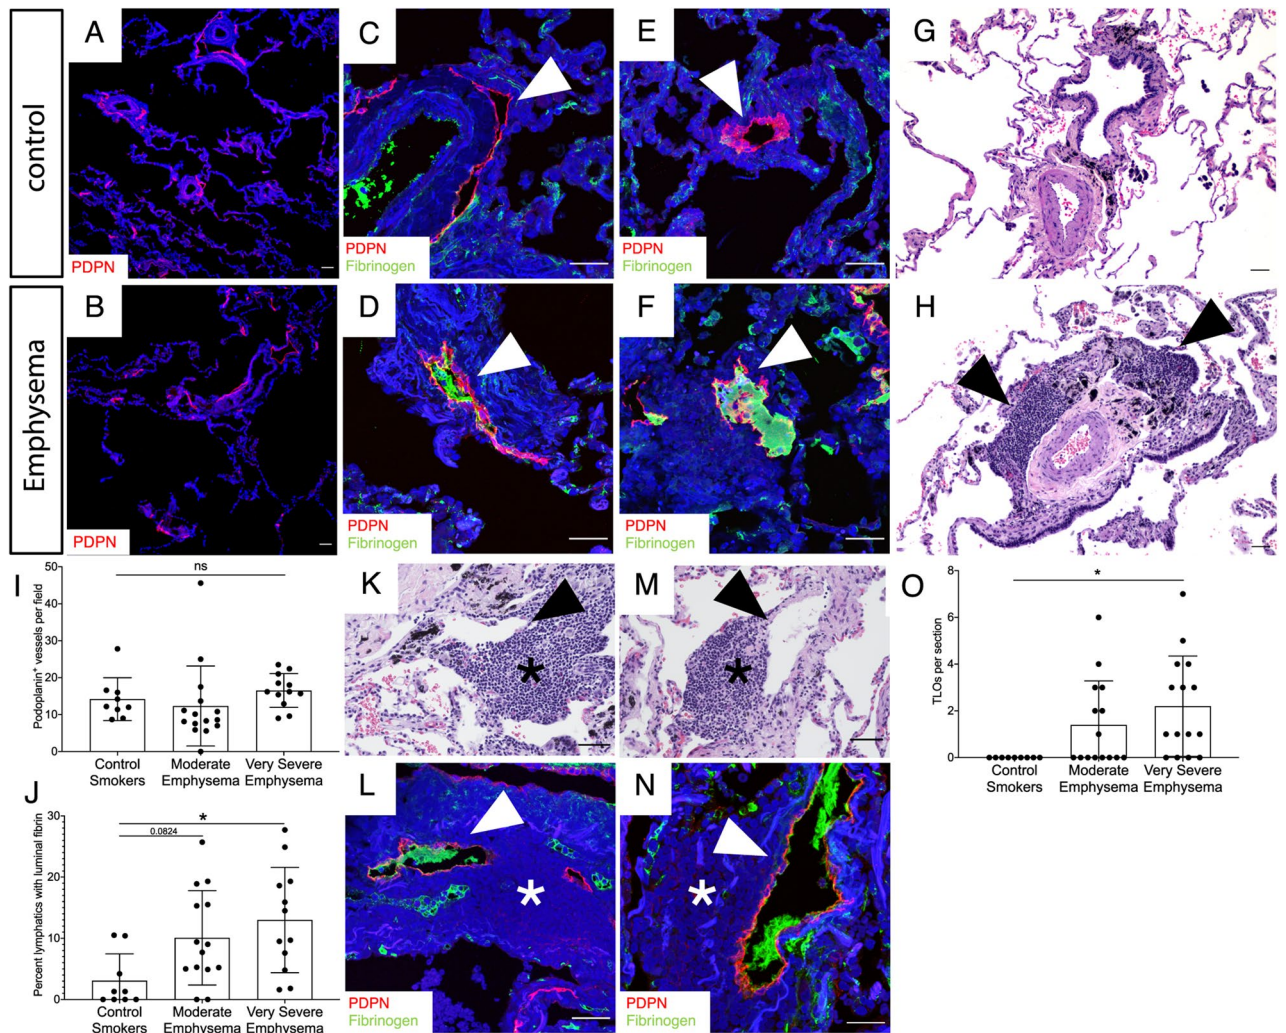 control
A
PDPN
C
PDPN
Fibrinogen
E
PDPN
Fibrinogen
G
Emphysema
B
PDPN
D
PDPN
Fibrinogen
F
PDPN
Fibrinogen
H
I
ns
Podoplanin+ vessels per field
50
40
30
20
10
0
Control
Smokers
Moderate
Emphysema
Very Severe
Emphysema
J
*
0.0824
Percent lymphatics with luminal fibrin
30
20
10
0
Control
Smokers
Moderate
Emphysema
Very Severe
Emphysema
K
*
M
*
L
*
PDPN
Fibrinogen
N
*
PDPN
Fibrinogen
O
*
TLOs per section
8
6
4
2
0
Control
Smokers
Moderate
Emphysema
Very Severe
Emphysema